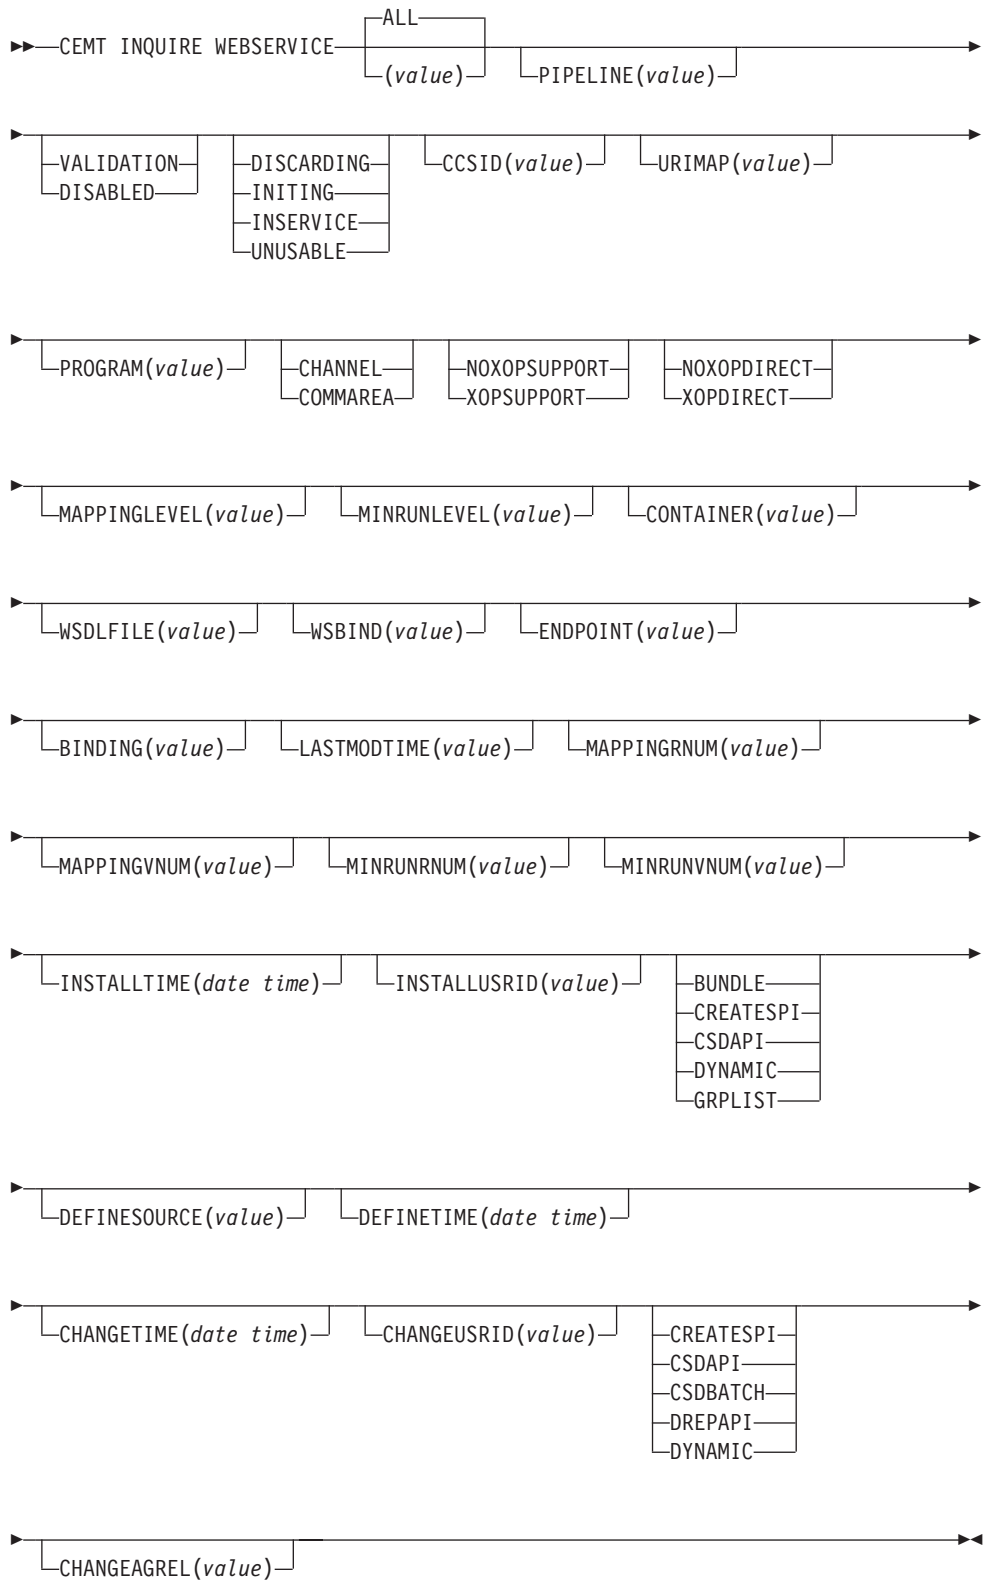 ALL
CEMT INQUIRE WEBSERVICE
(value) PIPELINE(value)
VALIDATION DISCARDING CCSID(value) URIMAP(value)
DISABLED INITING
INSERVICE
UNUSABLE
PROGRAM(value) CHANNEL NOXOPSUPPORT NOXOPDIRECT
COMMAREA XOPSUPPORT XOPDIRECT
MAPPINGLEVEL(value) MINRUNLEVEL(value) CONTAINER(value)
WSDLFILE(value) WSBIND(value) ENDPOINT(value)
BINDING(value) LASTMODTIME(value) MAPPINGRNUM(value)
MAPPINGVNUM(value) MINRUNRNUM(value) MINRUNVNUM(value)
INSTALLTIME(date time) INSTALLUSRID(value) BUNDLE
CREATESPI
CSDAPI
DYNAMIC
GRPLIST
DEFINESOURCE(value) DEFINETIME(date time)
CHANGETIME(date time) CHANGEUSRID(value) CREATESPI
CSDAPI
CSDBATCH
DREPAPI
DYNAMIC
CHANGEAGREL(value)